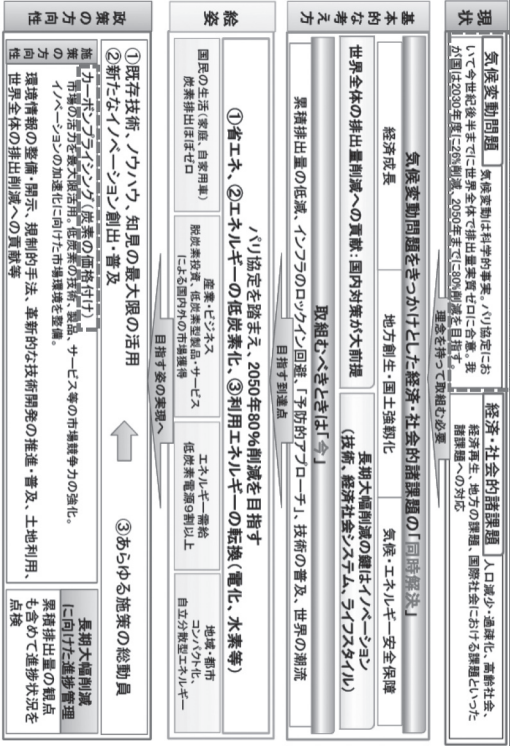 現状
気候変動問題
気候変動は科学的事実。パリ協定にお
いて今世紀後半までに世界全体で排出量実質ゼロに合意。我
が国は2030年度に26%削減、2050年までに80%削減を目指す。
経済・社会的諸課題
人口減少・過疎化、高齢社会、
経済再生、地方の課題、国際社会における課題といった
諸課題への対応
理念を持って取組む必要
基本的な考え方
気候変動問題をきっかけとした経済・社会的諸課題の「同時解決」
経済成長
地方創生・国土強靭化
気候・エネルギー安全保障
世界全体の排出量削減への貢献:国内対策が大前提
長期大幅削減の鍵はイノベーション
(技術、経済社会システム、ライフスタイル)
取組むべきときは「今」
累積排出量の低減、インフラのロックイン回避、「予防的アプローチ」、技術の普及、世界の潮流
目指す到達点
絵姿
パリ協定を踏まえ、2050年80%削減を目指す
①省エネ、②エネルギーの低炭素化、③利用エネルギーの転換(電化、水素等)
国民の生活(家庭、自家用車)
炭素排出ほぼゼロ
産業・ビジネス
脱炭素投資、低炭素型製品・サービス
による国内外の市場獲得
エネルギー需給
低炭素電源9割以上
地域・都市
コンパクト化、
自立分散型エネルギー
目指す姿の実現へ
政策の方向性
①既存技術、ノウハウ、知見の最大限の活用
②新たなイノベーション創出・普及
③あらゆる施策の総動員
施策の方向性
カーボンプライシング(炭素の価格付け)
市場の活力を最大限活用。低炭素の技術、製品、サービス等の市場競争力の強化。
イノベーションの加速化に向けた市場環境を整備。
環境情報の整備・開示、規制的手法、革新的な技術開発の推進・普及、土地利用、
世界全体の排出削減への貢献等
長期大幅削減
に向けた進捗管理
累積排出量の観点
も含めて進捗状況を
点検